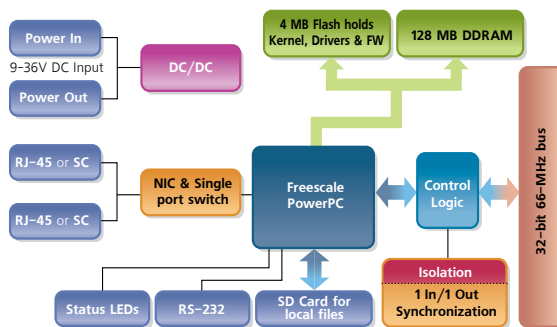 Power In
9-36V DC Input
Power Out
DC/DC
4 MB Flash holds
Kernel, Drivers & FW
128 MB DDRAM
RJ-45 or SC
RJ-45 or SC
NIC & Single
port switch
Freescale
PowerPC
Control
Logic
32-bit 66-MHz bus
Isolation
1 In/1 Out
Synchronization
Status LEDs
RS-232
SD Card for
local files